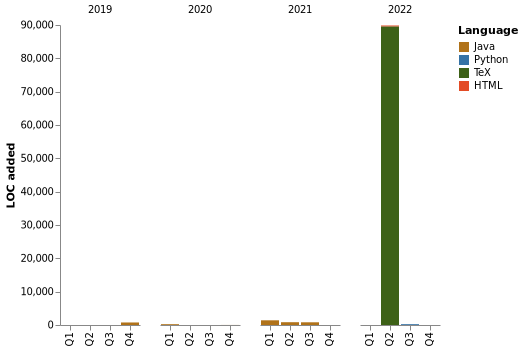 2019 2020 2021 2022
Language
Java
Python
TeX
HTML
LOC added
90,000
80,000
70,000
60,000
50,000
40,000
30,000
20,000
10,000
0
Q1 Q2 Q3 Q4 Q1 Q2 Q3 Q4 Q1 Q2 Q3 Q4 Q1 Q2 Q3 Q4